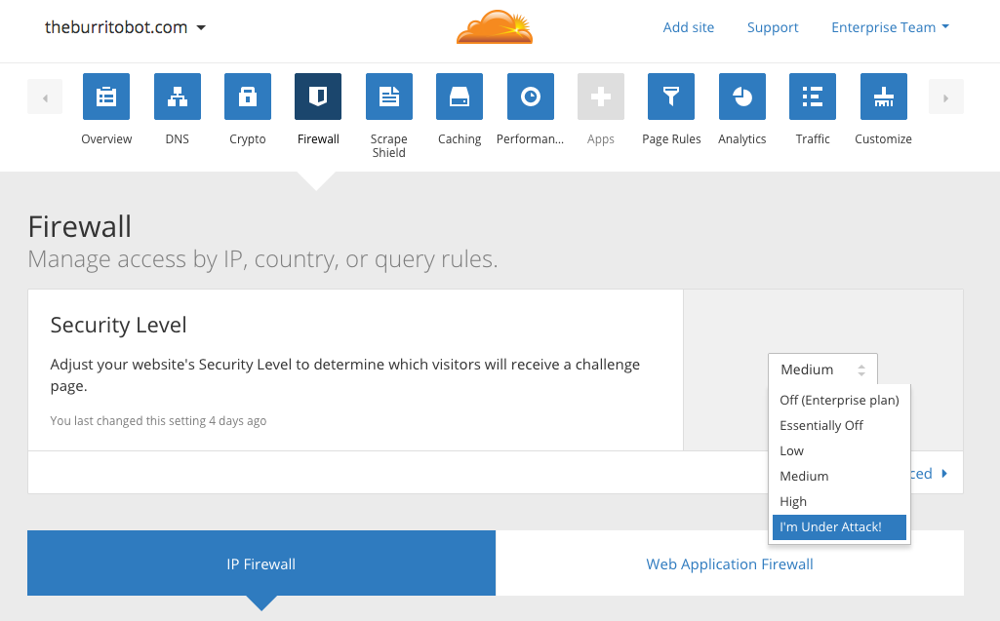 theburritobot.com
Add site
Support
Enterprise Team
Overview
DNS
Crypto
Firewall
Scrape
Shield
Caching
Performan...
Apps
Page Rules
Analytics
Traffic
Customize
Firewall
Manage access by IP, country, or query rules.
Security Level
Adjust your website's Security Level to determine which visitors will receive a challenge
page.
You last changed this setting 4 days ago
Medium
Off (Enterprise plan)
Essentially Off
Low
Medium
High
I'm Under Attack!
IP Firewall
Web Application Firewall